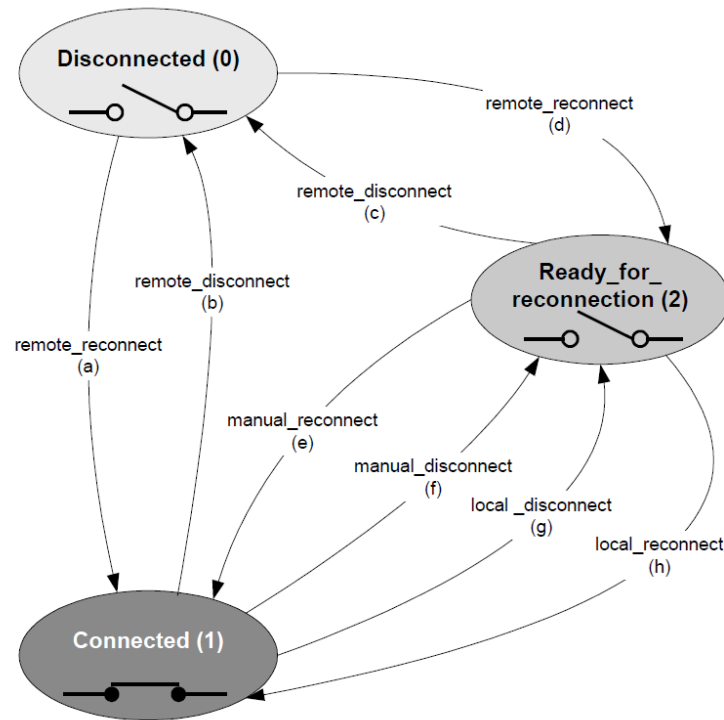 Disconnected (0)
remote_reconnect
(d)
remote_disconnect
(c)
Ready_for_
reconnection (2)
remote_disconnect
(b)
remote_reconnect
(a)
manual_reconnect
(e)
manual_disconnect
(f)
local _disconnect
(g)
local_reconnect
(h)
Connected (1)